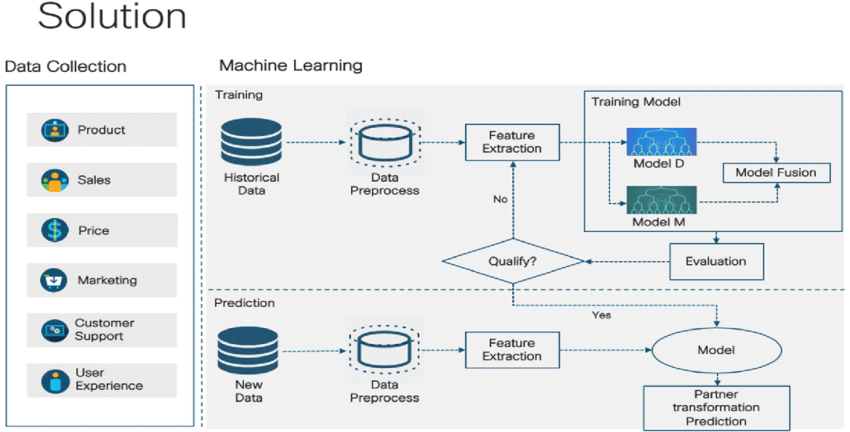 Solution
Data Collection
Product
Sales
Price
Marketing
Customer
Support
User
Experience
Machine Learning
Training
Historical
Data
Data
Preprocess
Feature
Extraction
Training Model
Model D
Model M
Model Fusion
No
Qualify?
Evaluation
Prediction
Yes
New
Data
Data
Preprocess
Feature
Extraction
Model
Partner
transformation
Prediction